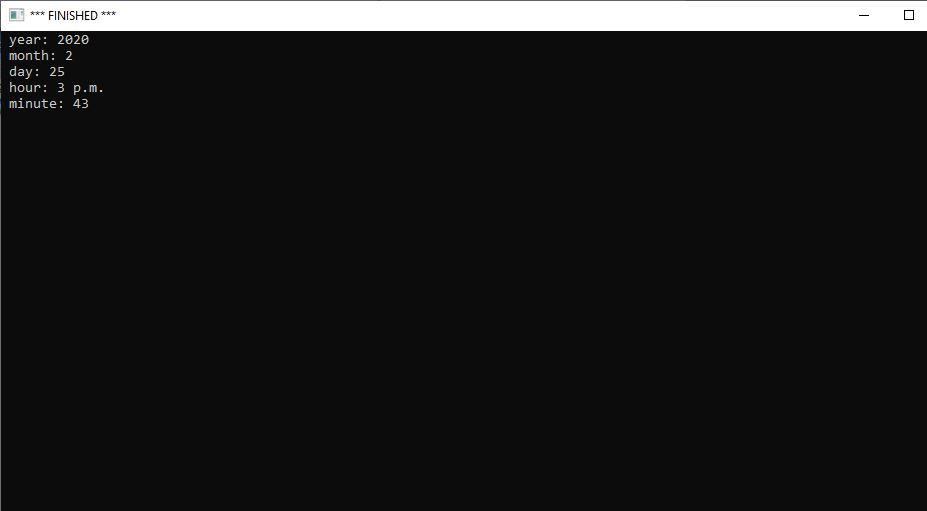 *** FINISHED ***
year: 2020
month: 2
day: 25
hour: 3 p.m.
minute: 43